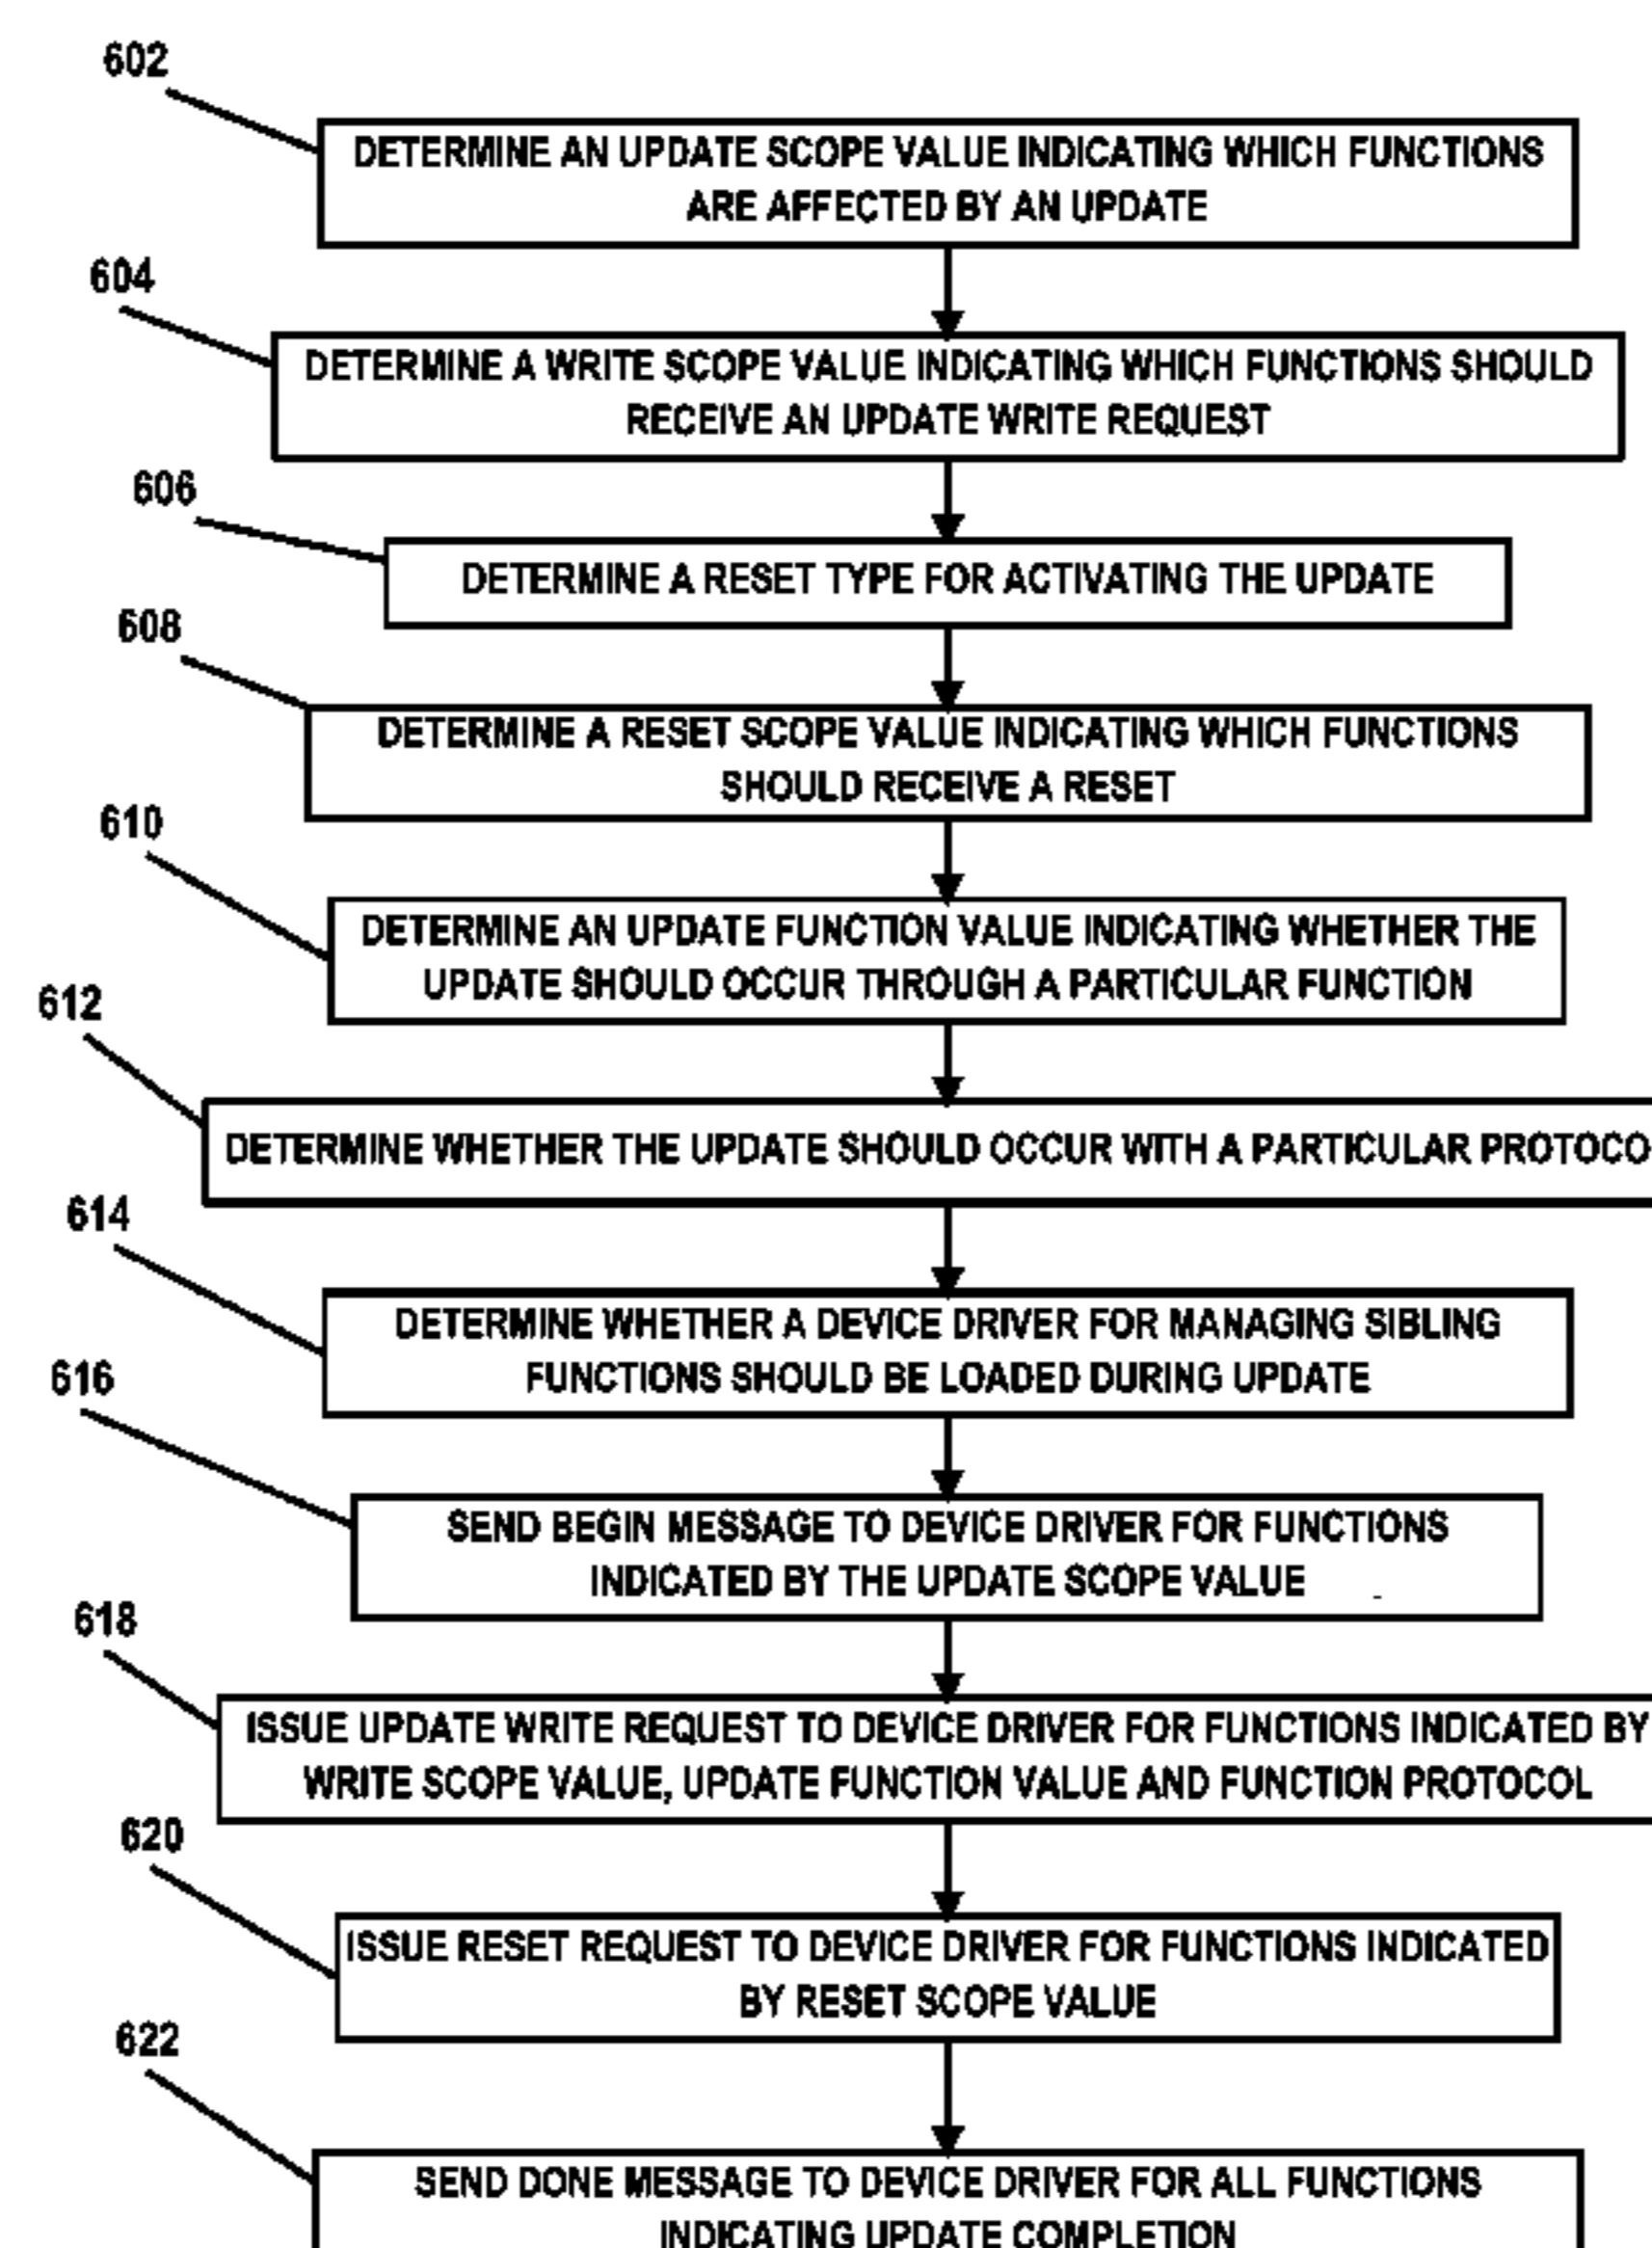 602
DETERMINE AN UPDATE SCOPE VALUE INDICATING WHICH FUNCTIONS
ARE AFFECTED BY AN UPDATE
604
DETERMINE A WRITE SCOPE VALUE INDICATING WHICH FUNCTIONS SHOULD
RECEIVE AN UPDATE WRITE REQUEST
606
DETERMINE A RESET TYPE FOR ACTIVATING THE UPDATE
608
DETERMINE A RESET SCOPE VALUE INDICATING WHICH FUNCTIONS
SHOULD RECEIVE A RESET
610
DETERMINE AN UPDATE FUNCTION VALUE INDICATING WHETHER THE
UPDATE SHOULD OCCUR THROUGH A PARTICULAR FUNCTION
612
DETERMINE WHETHER THE UPDATE SHOULD OCCUR WITH A PARTICULAR PROTOCO
614
DETERMINE WHETHER A DEVICE DRIVER FOR MANAGING SIBLING
FUNCTIONS SHOULD BE LOADED DURING UPDATE
616
SEND BEGIN MESSAGE TO DEVICE DRIVER FOR FUNCTIONS
INDICATED BY THE UPDATE SCOPE VALUE
618
ISSUE UPDATE WRITE REQUEST TO DEVICE DRIVER FOR FUNCTIONS INDICATED BY
WRITE SCOPE VALUE, UPDATE FUNCTION VALUE AND FUNCTION PROTOCOL
620
ISSUE RESET REQUEST TO DEVICE DRIVER FOR FUNCTIONS INDICATED
BY RESET SCOPE VALUE
622
SEND DONE MESSAGE TO DEVICE DRIVER FOR ALL FUNCTIONS
INDICATING UPDATE COMPLETION